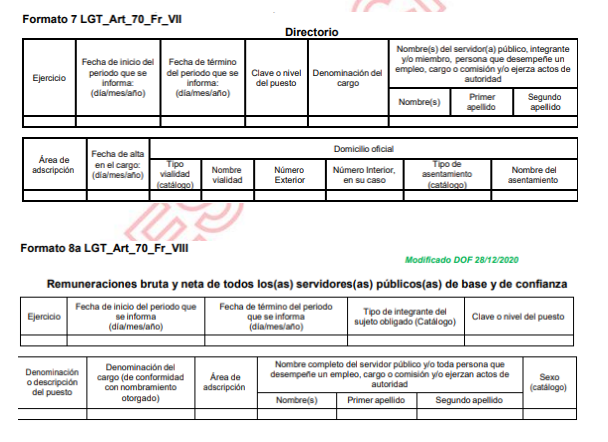 Formato 7 LGT_Art_70_Fr_VII
Directorio
Ejercicio
Fecha de inicio del
periodo que se
informa:
(día/mes/año)
Fecha de término
del periodo que se
informa:
(día/mes/año)
Clave o nivel
del puesto
Denominación del
cargo
Nombre(s) del servidor(a) público, integrante
y/o miembro, persona que desempeñe un
empleo, cargo o comisión y/o ejerza actos de
autoridad
Nombre(s)
Primer
apellido
Segundo
apellido
Área de
adscripción
Fecha de alta
en el cargo:
(día/mes/año)
Domicilio oficial
Tipo
vialidad
(catálogo)
Nombre
vialidad
Número
Exterior
Número Interior,
en su caso
Tipo de
asentamiento
(catálogo)
Nombre del
asentamiento
Formato 8a LGT_Art_70_Fr_VIII
Modificado DOF 28/12/2020
Remuneraciones bruta y neta de todos los(as) servidores(as) públicos(as) de base y de confianza
Ejercicio
Fecha de inicio del periodo que
se informa
(día/mes/año)
Fecha de término del periodo
que se informa
(día/mes/año)
Tipo de integrante del
sujeto obligado (Catálogo)
Clave o nivel del puesto
Denominación
o descripción
del puesto
Denominación del
cargo (de conformidad
con nombramiento
otorgado)
Área de
adscripción
Nombre completo del servidor público y/o toda persona que
desempeñe un empleo, cargo o comisión y/o ejerzan actos de
autoridad
Nombre(s)
Primer apellido
Segundo apellido
Sexo
(catálogo)